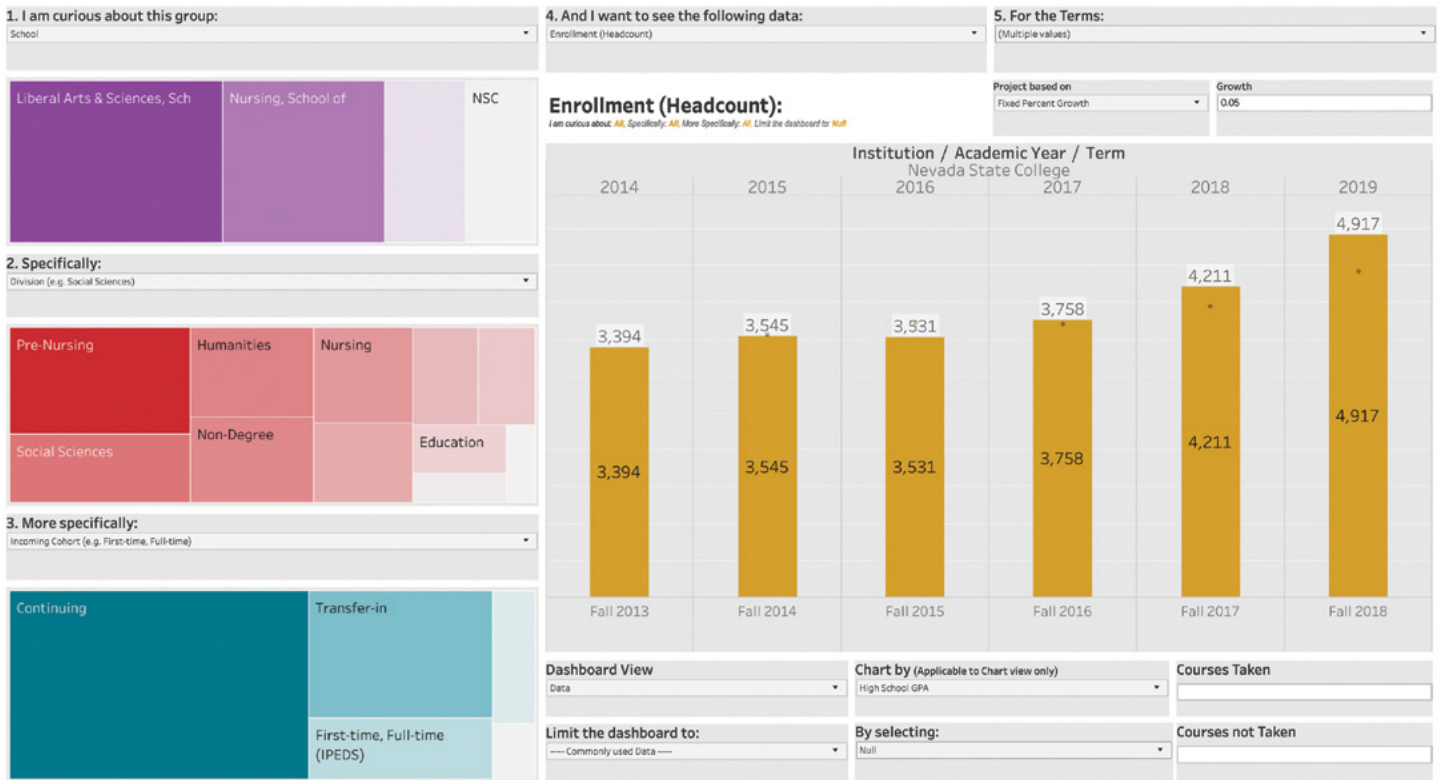 1. I am curious about this group:
School
Liberal Arts & Sciences, Sch
Nursing, School of
NSC
2. Specifically:
Division (e.g. Social Sciences)
Pre-Nursing
Humanities
Nursing
Social Sciences
Non-Degree
Education
3. More specifically:
Incoming Cohort (e.g. First-time, Full-time)
Continuing
Transfer-in
First-time, Full-time
(IPEDS)
4. And I want to see the following data:
Enrollment (Headcount)
5. For the Terms:
(Multiple values)
Enrollment (Headcount):
I am curious about: All, Specifically: All, More Specifically: All, Limit the dashboard to: Null
Project based on
Fixed Percent Growth
Growth
0.05
Institution / Academic Year / Term
Nevada State College
2014 2015 2016 2017 2018 2019
3,394 3,545 3,531 3,758 4,211 4,917
3,394 3,545 3,531 3,758 4,211 4,917
Fall 2013 Fall 2014 Fall 2015 Fall 2016 Fall 2017 Fall 2018
Dashboard View
Data
Chart by (Applicable to Chart view only)
High School GPA
Courses Taken
Limit the dashboard to:
----- Commonly used Data -----
By selecting:
Null
Courses not Taken